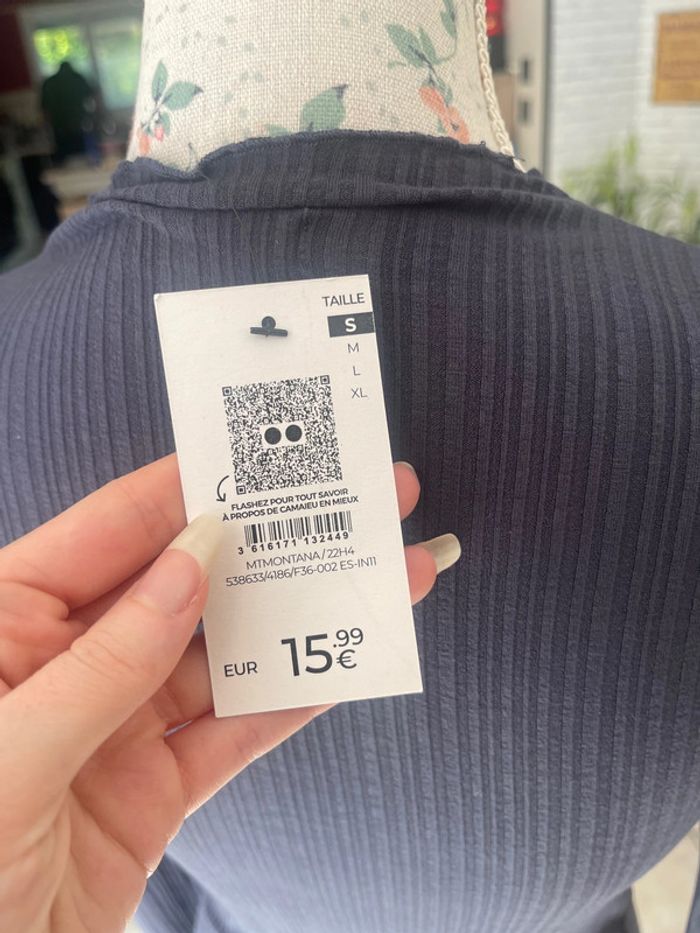 TAILLE
S
M
L
XL
FLASHEZ POUR TOUT SAVOIR
À PROPOS DE CAMAIEU EN MIEUX
3 616171 132449
MTMONTANA/22H4
538633/4186/F36-002 ES-IN11
EUR 15.99€